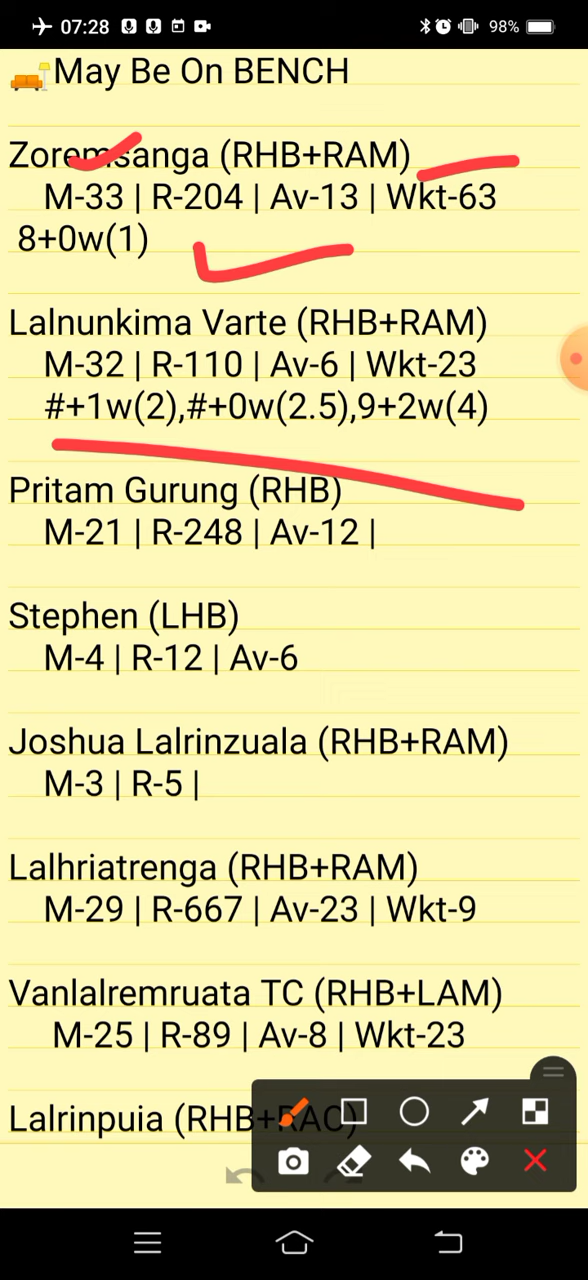 07:28
98%
May Be On BENCH
Zoremsanga (RHB+RAM)
M-33 | R-204 | Av-13 | Wkt-63
8+0w(1)
Lalnunkima Varte (RHB+RAM)
M-32 | R-110 | Av-6 | Wkt-23
#+1w(2),#+0w(2.5),9+2w(4)
Pritam Gurung (RHB)
M-21 | R-248 | Av-12 |
Stephen (LHB)
M-4 | R-12 | Av-6
Joshua Lalrinzuala (RHB+RAM)
M-3 | R-5 |
Lalhriatrenga (RHB+RAM)
M-29 | R-667 | Av-23 | Wkt-9
Vanlalremruata TC (RHB+LAM)
M-25 | R-89 | Av-8 | Wkt-23
Lalrinpuia (RHB+RAO)